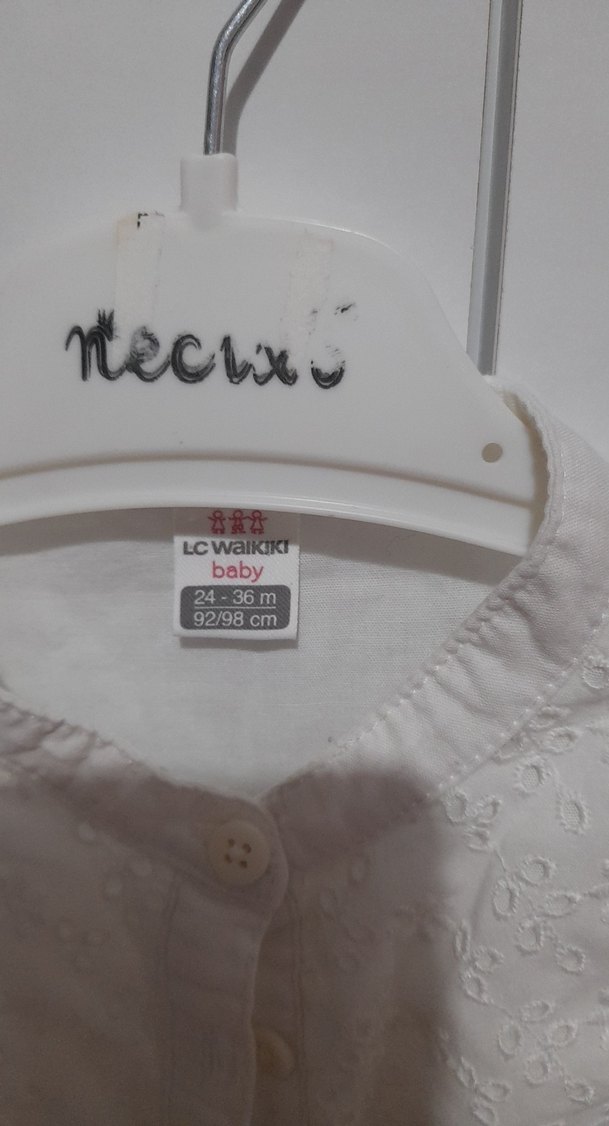 LC WAIKIKI
baby
24 - 36 m
92/98 cm